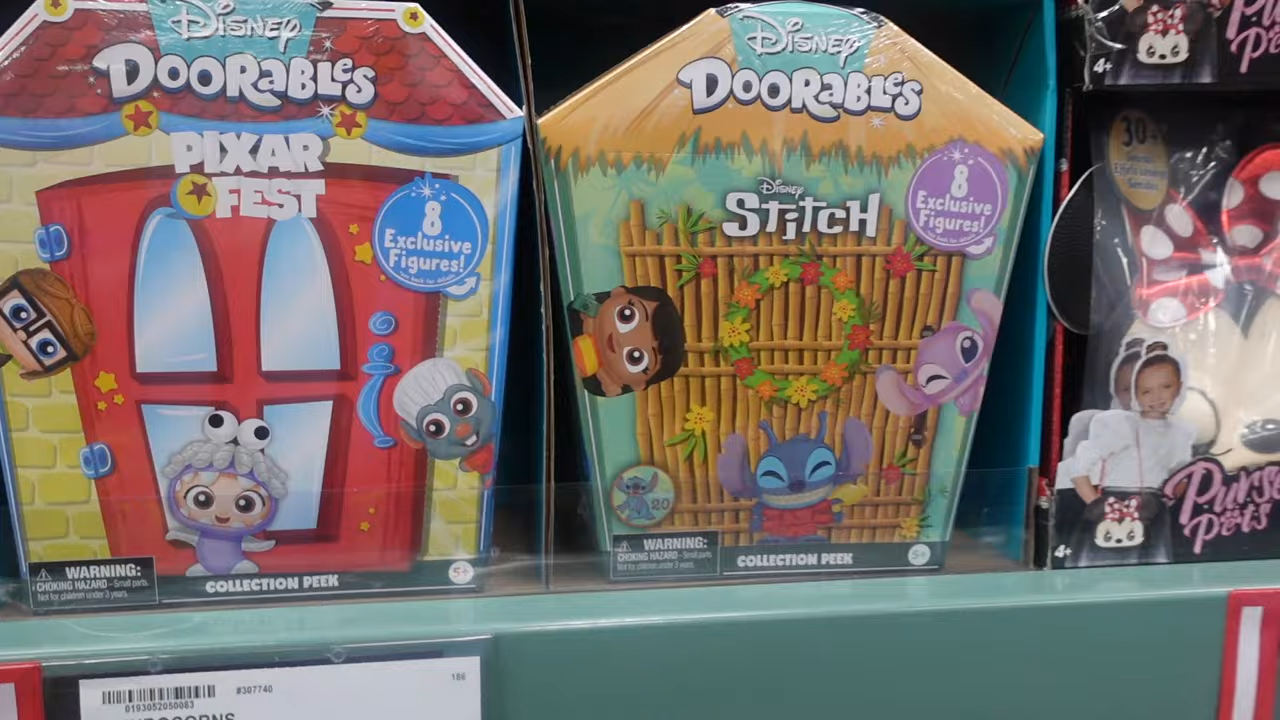 Disney
DOORABLES
PIXAR
FEST
8
Exclusive
Figures!
WARNING:
CHOKING HAZARD - Small parts.
Not for children under 3 years.
COLLECTION PEEK
5+
Disney
DOORABLES
Disney
STITCH
8
Exclusive
Figures!
20
WARNING:
CHOKING HAZARD - Small parts.
Not for children under 3 years.
COLLECTION PEEK
5+
4+
30+
Purse
Pets
4+
0193052050083
#307740
186